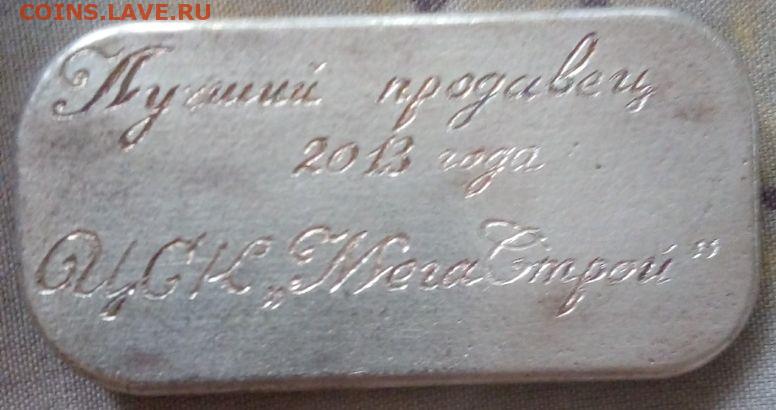 COINS.LAVE.RU
Лучший продавец
2013 года
ОЦСК „МегаСтрой"